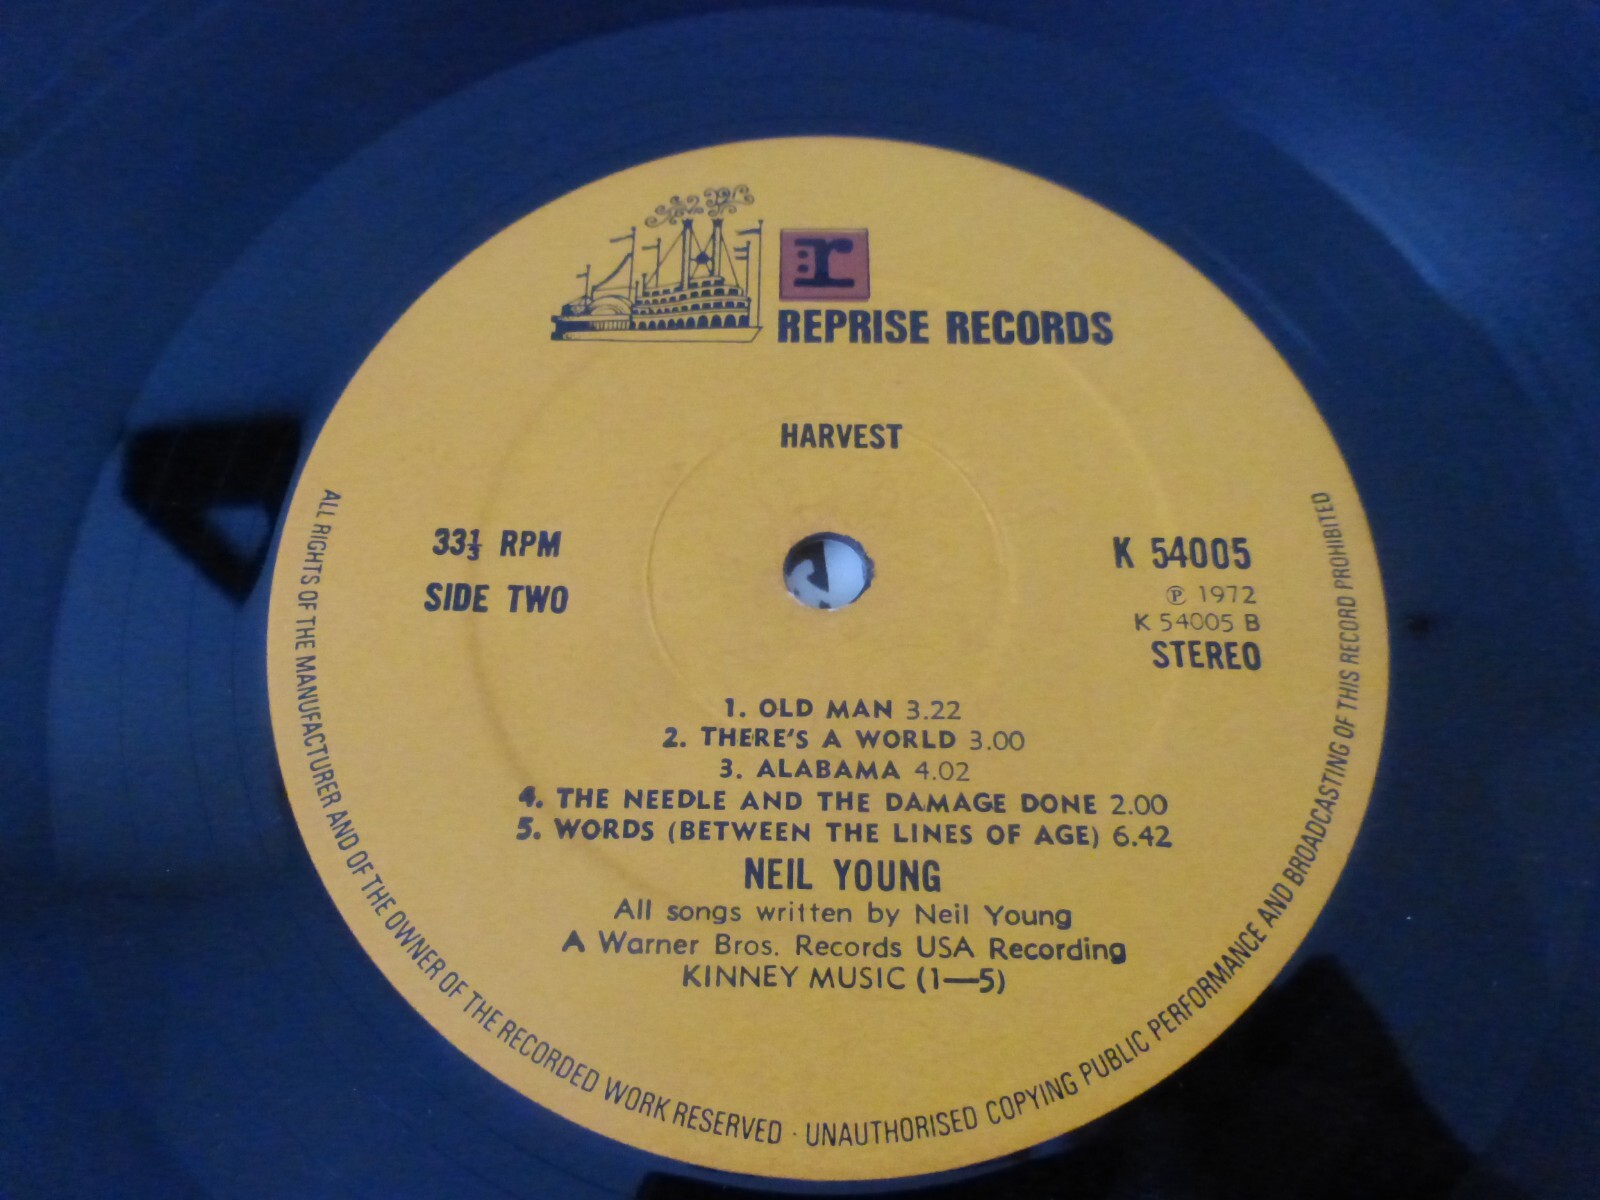 r
REPRISE RECORDS
HARVEST
33⅓ RPM
SIDE TWO
K 54005
℗ 1972
K 54005 B
STEREO
1. OLD MAN 3.22
2. THERE'S A WORLD 3.00
3. ALABAMA 4.02
4. THE NEEDLE AND THE DAMAGE DONE 2.00
5. WORDS (BETWEEN THE LINES OF AGE) 6.42
NEIL YOUNG
All songs written by Neil Young
A Warner Bros. Records USA Recording
KINNEY MUSIC (1—5)
ALL RIGHTS OF THE MANUFACTURER AND OF THE OWNER OF THE RECORDED WORK RESERVED · UNAUTHORISED COPYING PUBLIC PERFORMANCE AND BROADCASTING OF THIS RECORD PROHIBITED